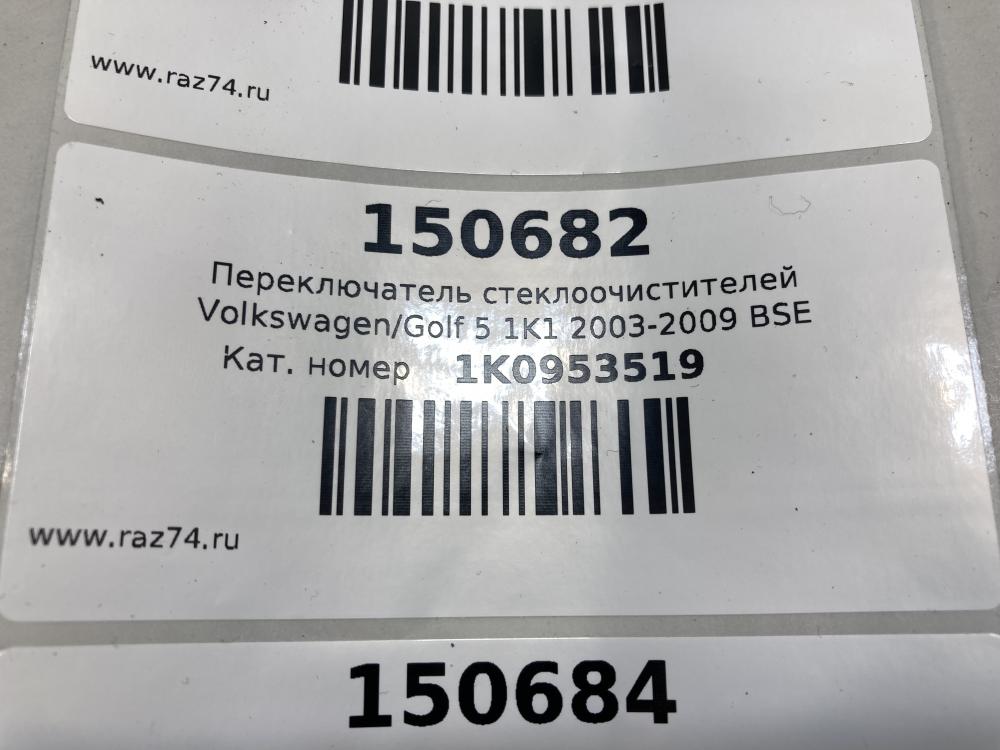 www.raz74.ru
150682
Переключатель стеклоочистителей
Volkswagen/Golf 5 1K1 2003-2009 BSE
Кат. номер 1K0953519
www.raz74.ru
150684